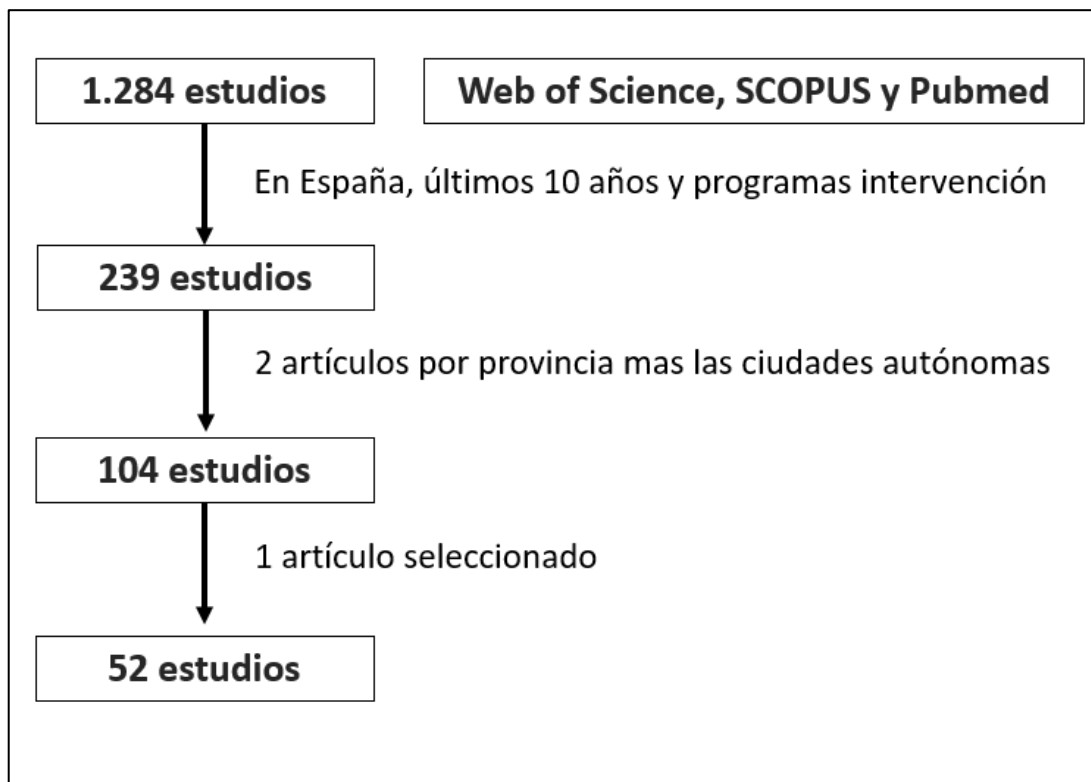 1.284 estudios
Web of Science, SCOPUS y Pubmed
En España, últimos 10 años y programas intervención
239 estudios
2 artículos por provincia mas las ciudades autónomas
104 estudios
1 artículo seleccionado
52 estudios